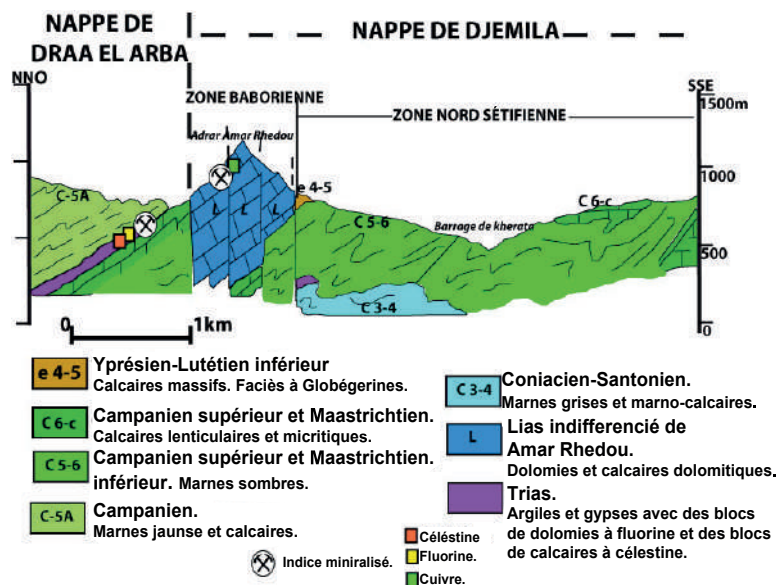 NAPPE DE
DRAA EL ARBA
NAPPE DE DJEMILA
NNO
SSE
ZONE BABORIENNE
ZONE NORD SÉTIFIENNE
1500m
Adrar Amar Rhedou
1000
e 4-5
C-5A
C 6-c
L
L
L
C 5-6
Barrage de kherata
500
C 3-4
0
0
1km
e 4-5
Yprésien-Lutétien inférieur
Calcaires massifs. Faciès à Globégerines.
C 6-c
Campanien supérieur et Maastrichtien.
Calcaires lenticulaires et micritiques.
C 5-6
Campanien supérieur et Maastrichtien
inférieur. Marnes sombres.
C-5A
Campanien.
Marnes jaunse et calcaires.
C 3-4
Coniacien-Santonien.
Marnes grises et marno-calcaires.
L
Lias indifferencié de
Amar Rhedou.
Dolomies et calcaires dolomitiques.
Trias.
Argiles et gypses avec des blocs
de dolomies à fluorine et des blocs
de calcaires à célestine.
Indice miniralisé.
Céléstine
Fluorine.
Cuivre.